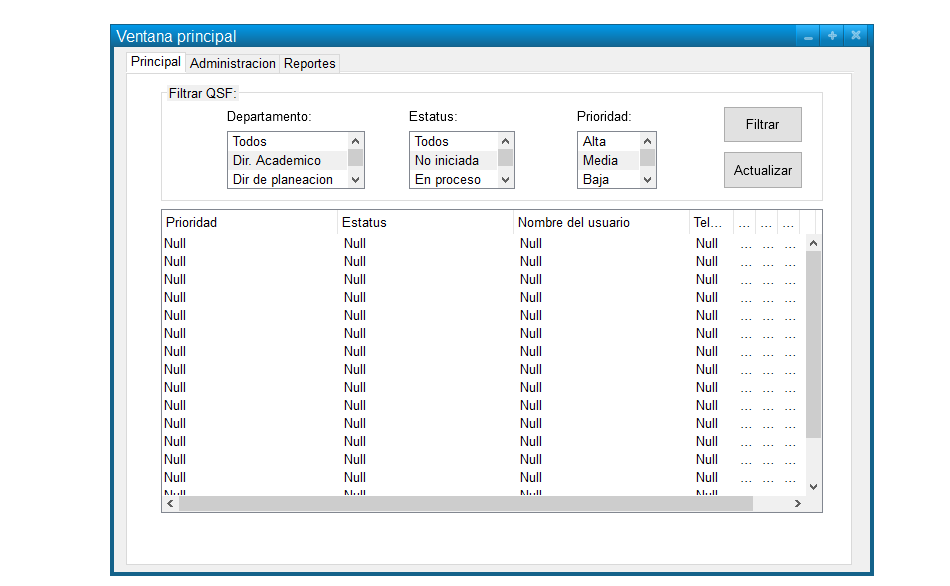 Ventana principal
Principal Administracion Reportes
Filtrar QSF:
Departamento: Estatus: Prioridad:
Todos Todos Alta Filtrar
Dir. Academico No iniciada Media
Dir de planeacion En proceso Baja Actualizar
Prioridad Estatus Nombre del usuario Tel... ... ... ...
Null Null Null Null ... ... ...
Null Null Null Null ... ... ...
Null Null Null Null ... ... ...
Null Null Null Null ... ... ...
Null Null Null Null ... ... ...
Null Null Null Null ... ... ...
Null Null Null Null ... ... ...
Null Null Null Null ... ... ...
Null Null Null Null ... ... ...
Null Null Null Null ... ... ...
Null Null Null Null ... ... ...
Null Null Null Null ... ... ...
Null Null Null Null ... ... ...
Null Null Null Null ... ... ...
Null Null Null Null